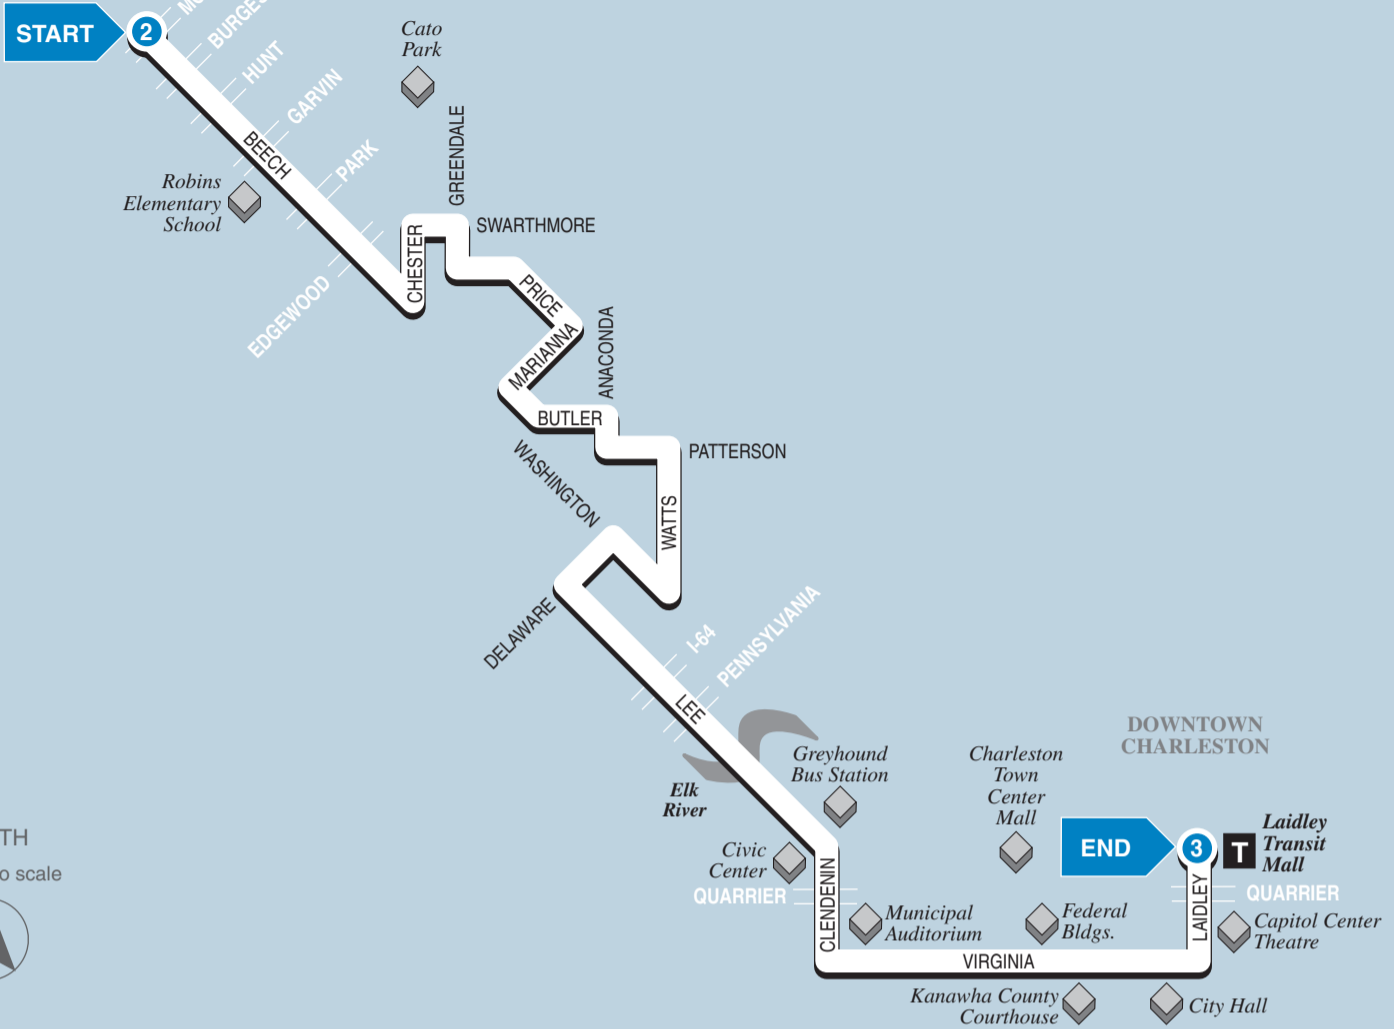 START
2
BURGES
HUNT
GARVIN
BEECH
PARK
EDGEWOOD
Robins
Elementary
School
Cato
Park
GREENDALE
CHESTER
SWARTHMORE
PRICE
MARIANNA
ANACONDA
BUTLER
PATTERSON
WASHINGTON
WATTS
DELAWARE
I-64
PENNSYLVANIA
LEE
Elk
River
Greyhound
Bus Station
Charleston
Town
Center
Mall
DOWNTOWN
CHARLESTON
END
3
T
Laidley
Transit
Mall
Civic
Center
QUARRIER
CLENDENIN
Municipal
Auditorium
Federal
Bldgs.
LAIDLEY
QUARRIER
Capitol Center
Theatre
VIRGINIA
Kanawha County
Courthouse
City Hall
TH
o scale